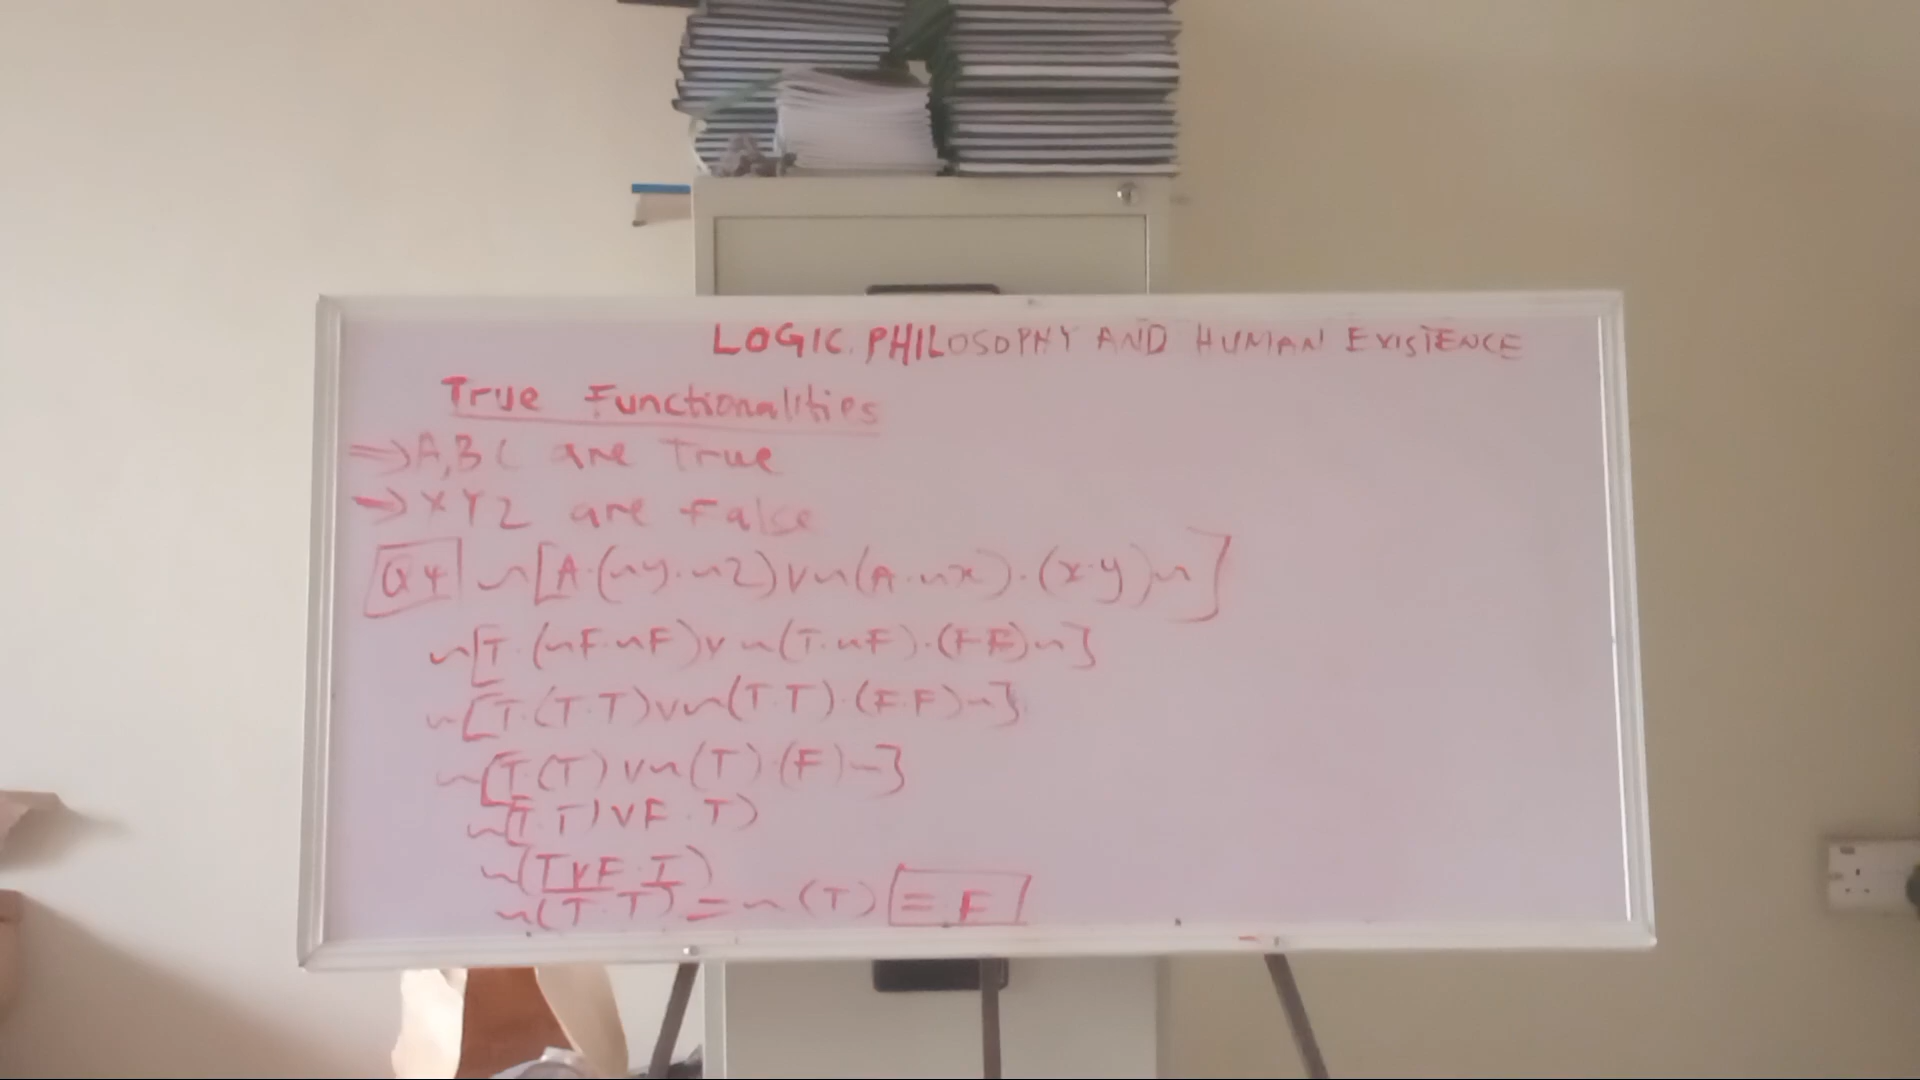 LOGIC, PHILOSOPHY AND HUMAN EXISTENCE
True Functionalities
⇒A,B C are True
→ X Y Z are False
Q4 ~[A·(~y·~Z)v~(A·~x)·(x·y)~]
~[T·(~F·~F)v~(T·~F)·(F·F)~]
~[T·(T·T)v~(T·T)·(F·F)~]
~[T·(T)v~(T)·(F)~]
~(T·T)vF·T)
~(TvF·T)
~(T·T)=~(T) = F